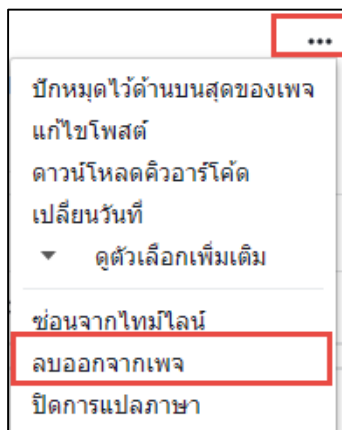 ...
ปักหมุดไว้ด้านบนสุดของเพจ
แก้ไขโพสต์
ดาวน์โหลดคิวอาร์โค้ด
เปลี่ยนวันที่
ดูตัวเลือกเพิ่มเติม
ซ่อนจากไทม์ไลน์
ลบออกจากเพจ
ปิดการแปลภาษา